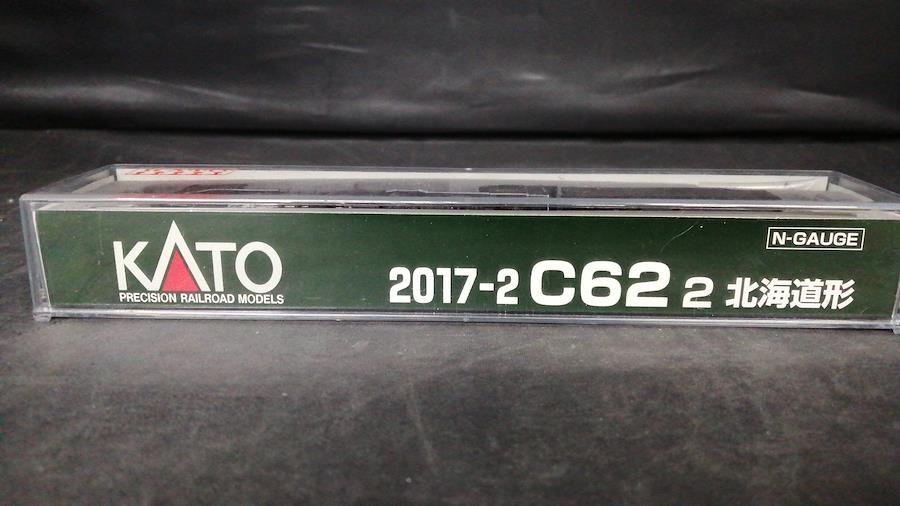 KATO
PRECISION RAILROAD MODELS
N-GAUGE
2017-2 C62 2 北海道形